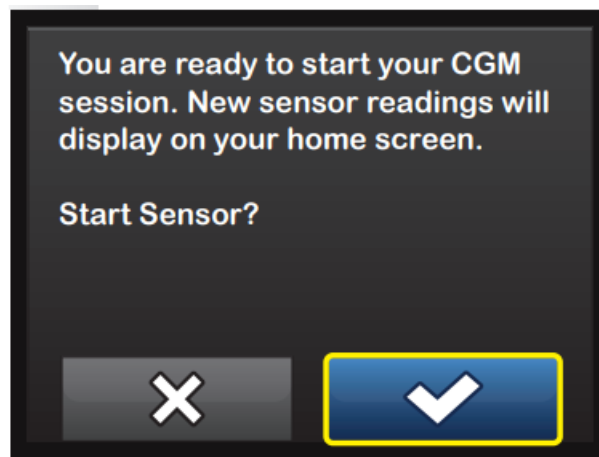 You are ready to start your CGM
session. New sensor readings will
display on your home screen.
Start Sensor?